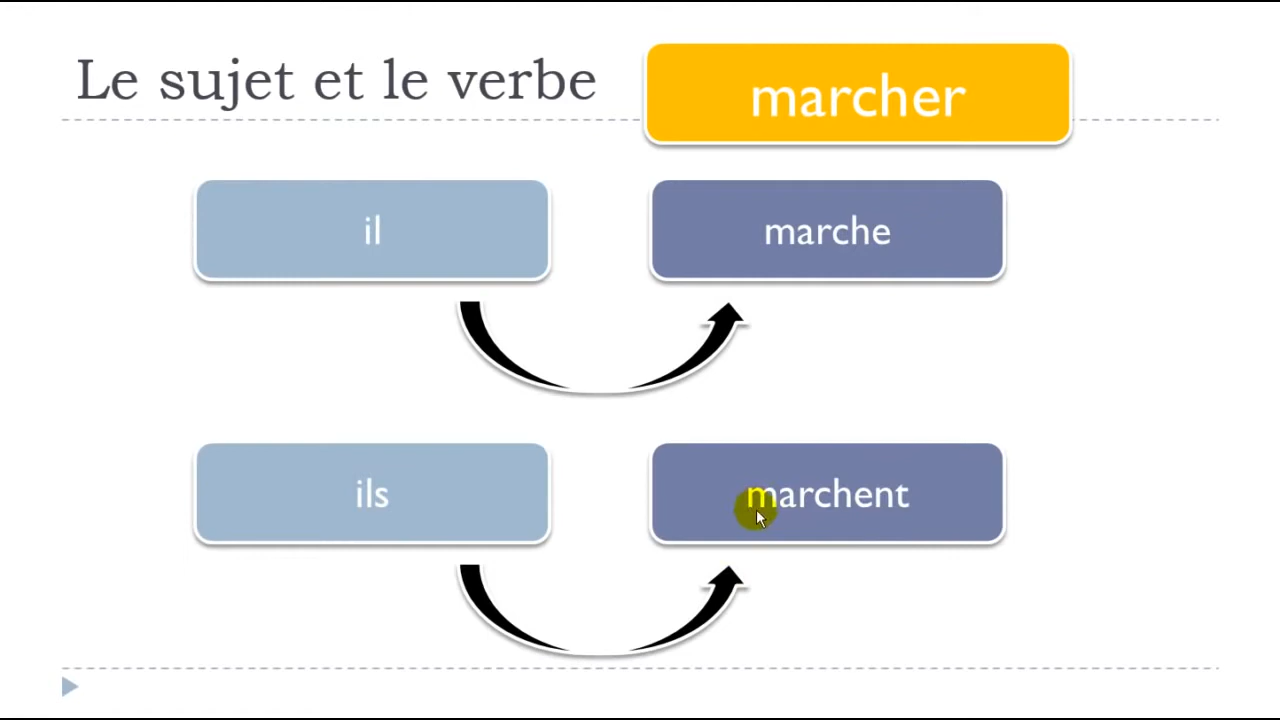 Le sujet et le verbe
marcher
il
marche
ils
marchent